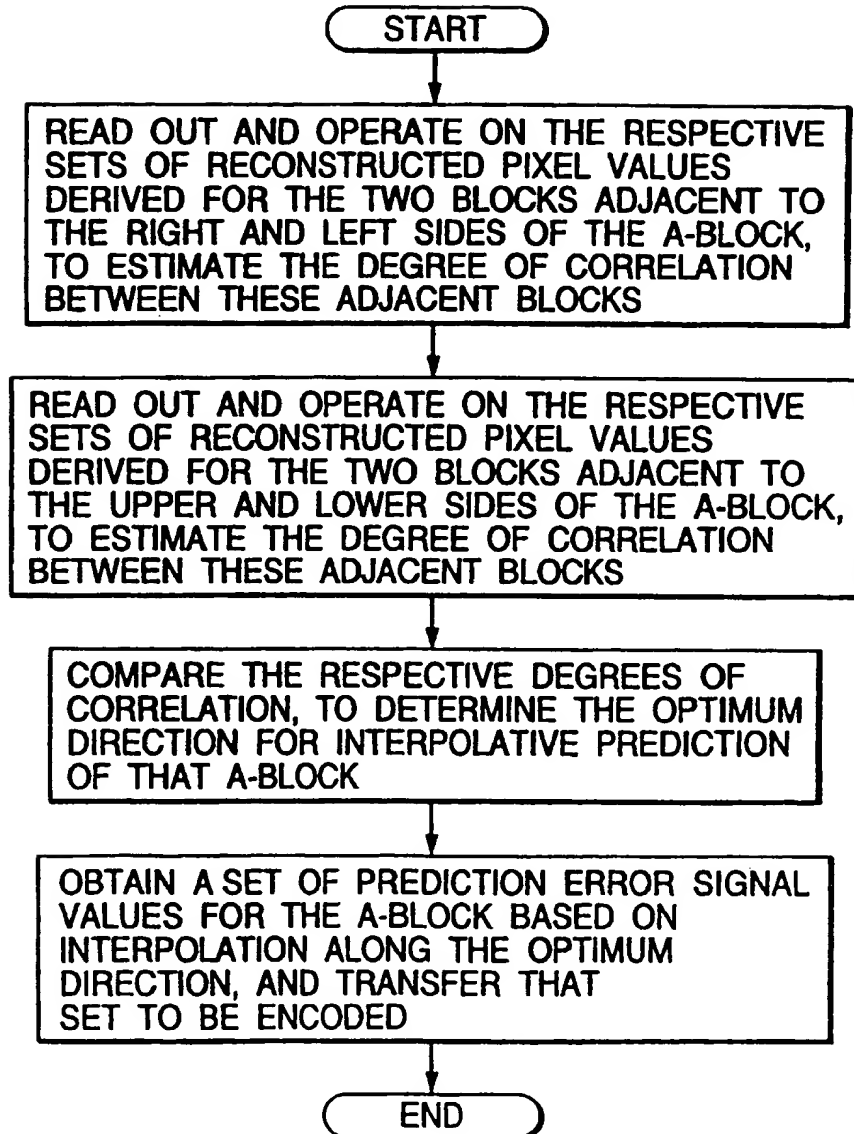 START
READ OUT AND OPERATE ON THE RESPECTIVE
SETS OF RECONSTRUCTED PIXEL VALUES
DERIVED FOR THE TWO BLOCKS ADJACENT TO
THE RIGHT AND LEFT SIDES OF THE A-BLOCK,
TO ESTIMATE THE DEGREE OF CORRELATION
BETWEEN THESE ADJACENT BLOCKS
READ OUT AND OPERATE ON THE RESPECTIVE
SETS OF RECONSTRUCTED PIXEL VALUES
DERIVED FOR THE TWO BLOCKS ADJACENT TO
THE UPPER AND LOWER SIDES OF THE A-BLOCK,
TO ESTIMATE THE DEGREE OF CORRELATION
BETWEEN THESE ADJACENT BLOCKS
COMPARE THE RESPECTIVE DEGREES OF
CORRELATION, TO DETERMINE THE OPTIMUM
DIRECTION FOR INTERPOLATIVE PREDICTION
OF THAT A-BLOCK
OBTAIN A SET OF PREDICTION ERROR SIGNAL
VALUES FOR THE A-BLOCK BASED ON
INTERPOLATION ALONG THE OPTIMUM
DIRECTION, AND TRANSFER THAT
SET TO BE ENCODED
END